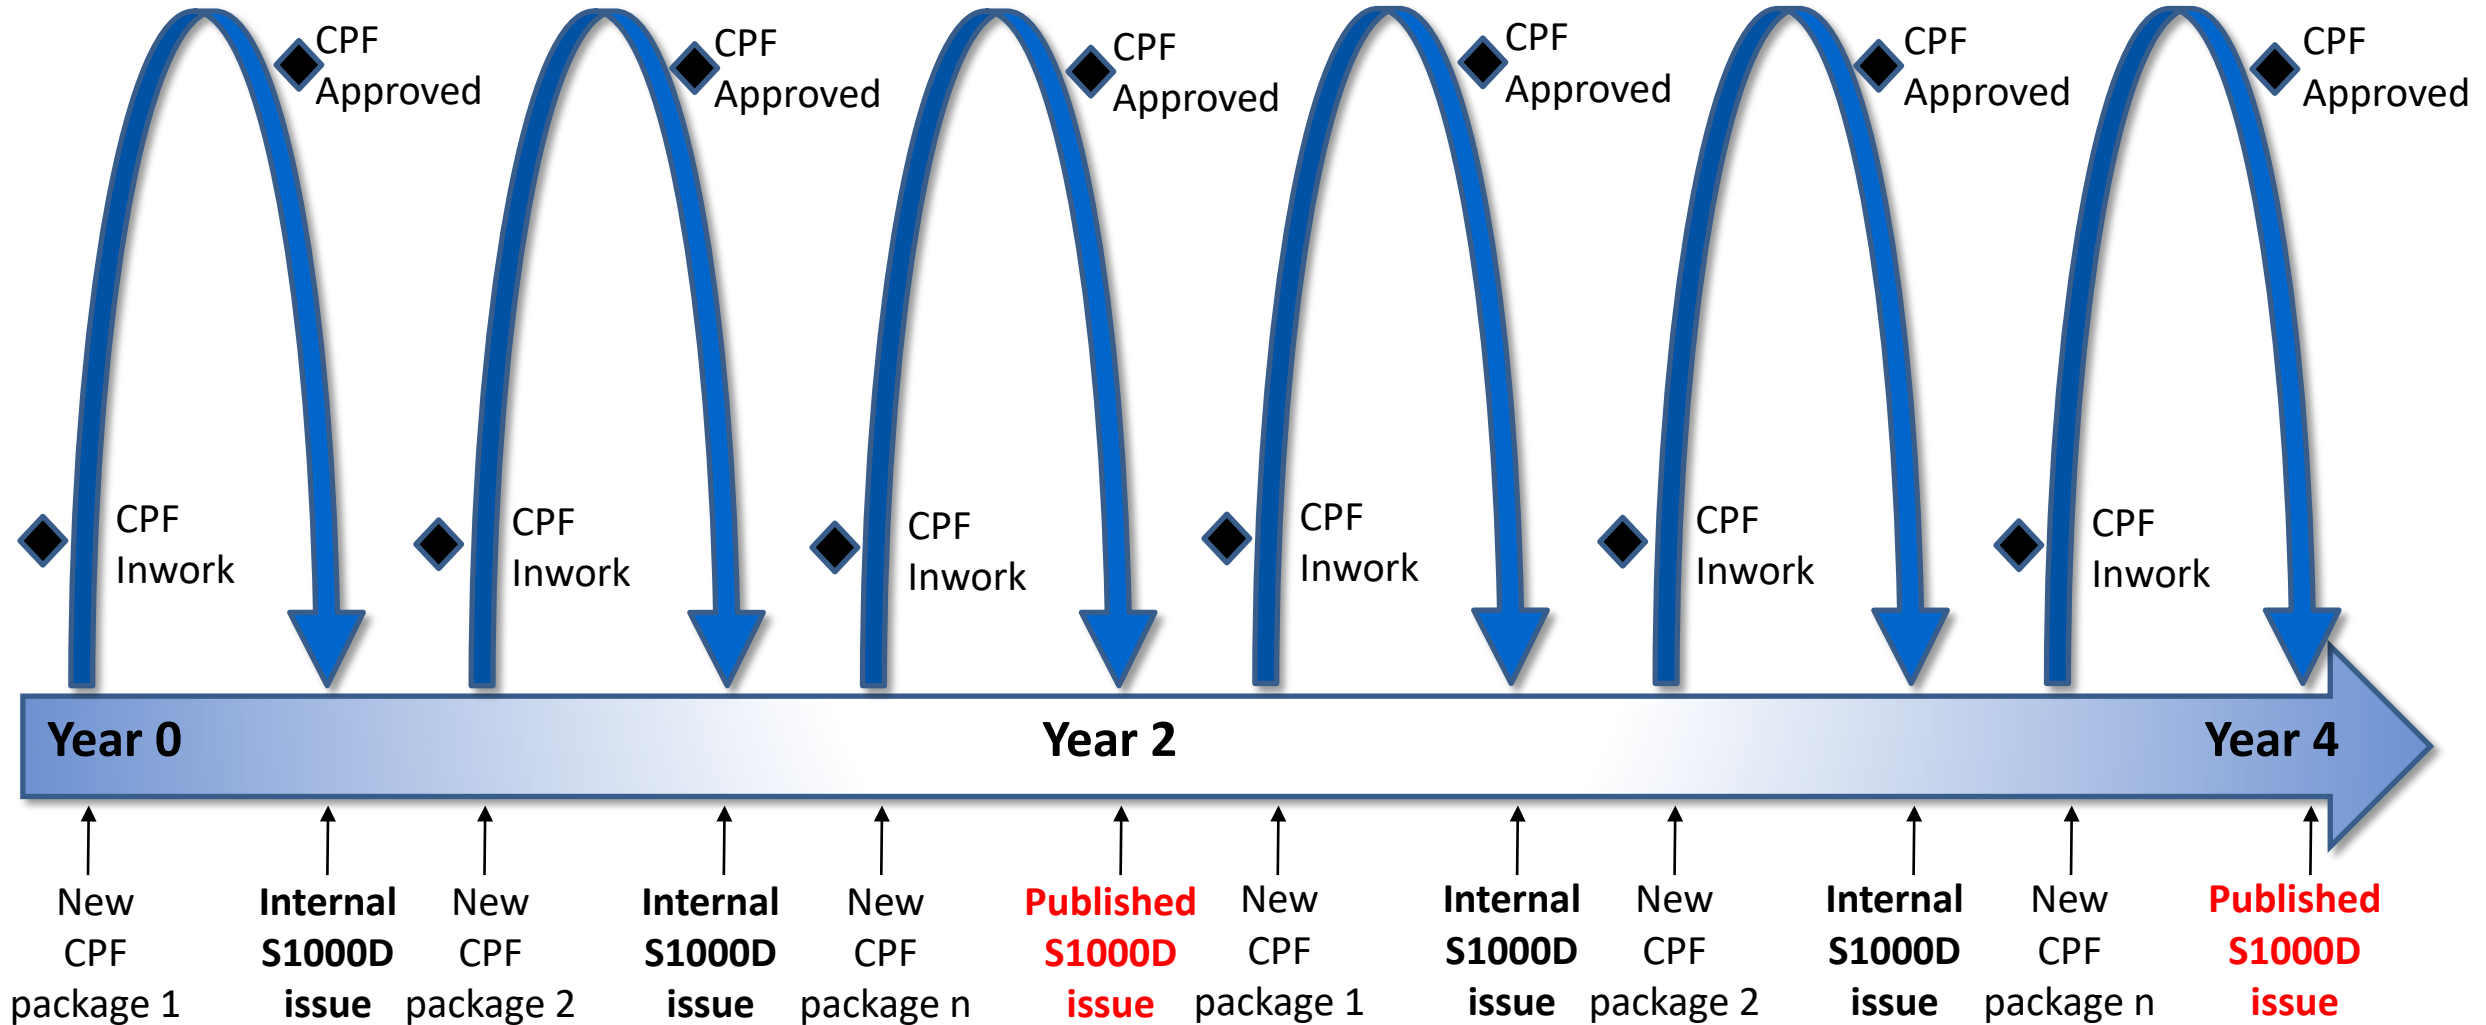 CPF
Approved
CPF
Approved
CPF
Approved
CPF
Approved
CPF
Approved
CPF
Approved
CPF
Inwork
CPF
Inwork
CPF
Inwork
CPF
Inwork
CPF
Inwork
CPF
Inwork
Year 0
Year 2
Year 4
New
CPF
package 1
Internal
S1000D
issue
New
CPF
package 2
Internal
S1000D
issue
New
CPF
package n
Published
S1000D
issue
New
CPF
package 1
Internal
S1000D
issue
New
CPF
package 2
Internal
S1000D
issue
New
CPF
package n
Published
S1000D
issue